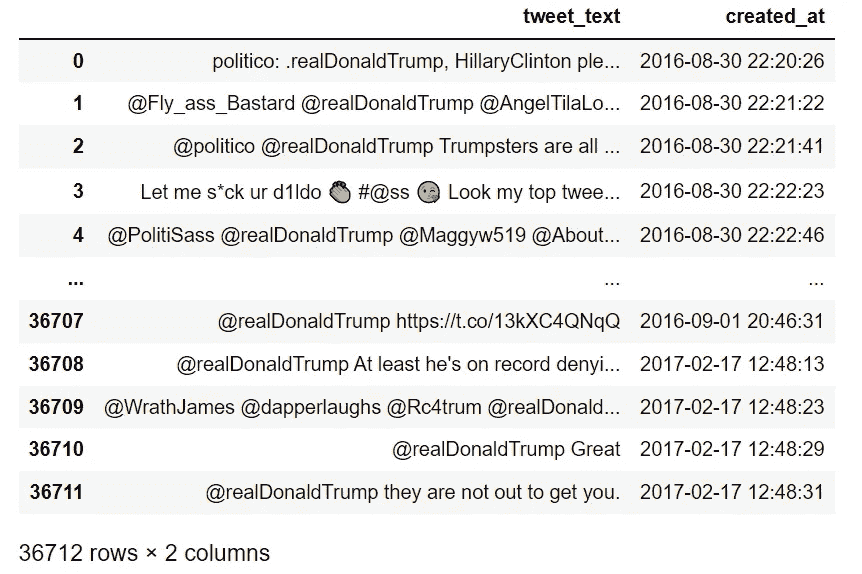 tweet_text created_at
0 politico: .realDonaldTrump, HillaryClinton ple... 2016-08-30 22:20:26
1 @Fly_ass_Bastard @realDonaldTrump @AngelTilaLo... 2016-08-30 22:21:22
2 @politico @realDonaldTrump Trumpsters are all ... 2016-08-30 22:21:41
3 Let me s*ck ur d1ldo 👏 #@ss 😘 Look my top twee... 2016-08-30 22:22:23
4 @PolitiSass @realDonaldTrump @Maggyw519 @About... 2016-08-30 22:22:46
... ... ...
36707 @realDonaldTrump https://t.co/13kXC4QNqQ 2016-09-01 20:46:31
36708 @realDonaldTrump At least he's on record denyi... 2017-02-17 12:48:13
36709 @WrathJames @dapperlaughs @Rc4trum @realDonald... 2017-02-17 12:48:23
36710 @realDonaldTrump Great 2017-02-17 12:48:29
36711 @realDonaldTrump they are not out to get you. 2017-02-17 12:48:31
36712 rows × 2 columns